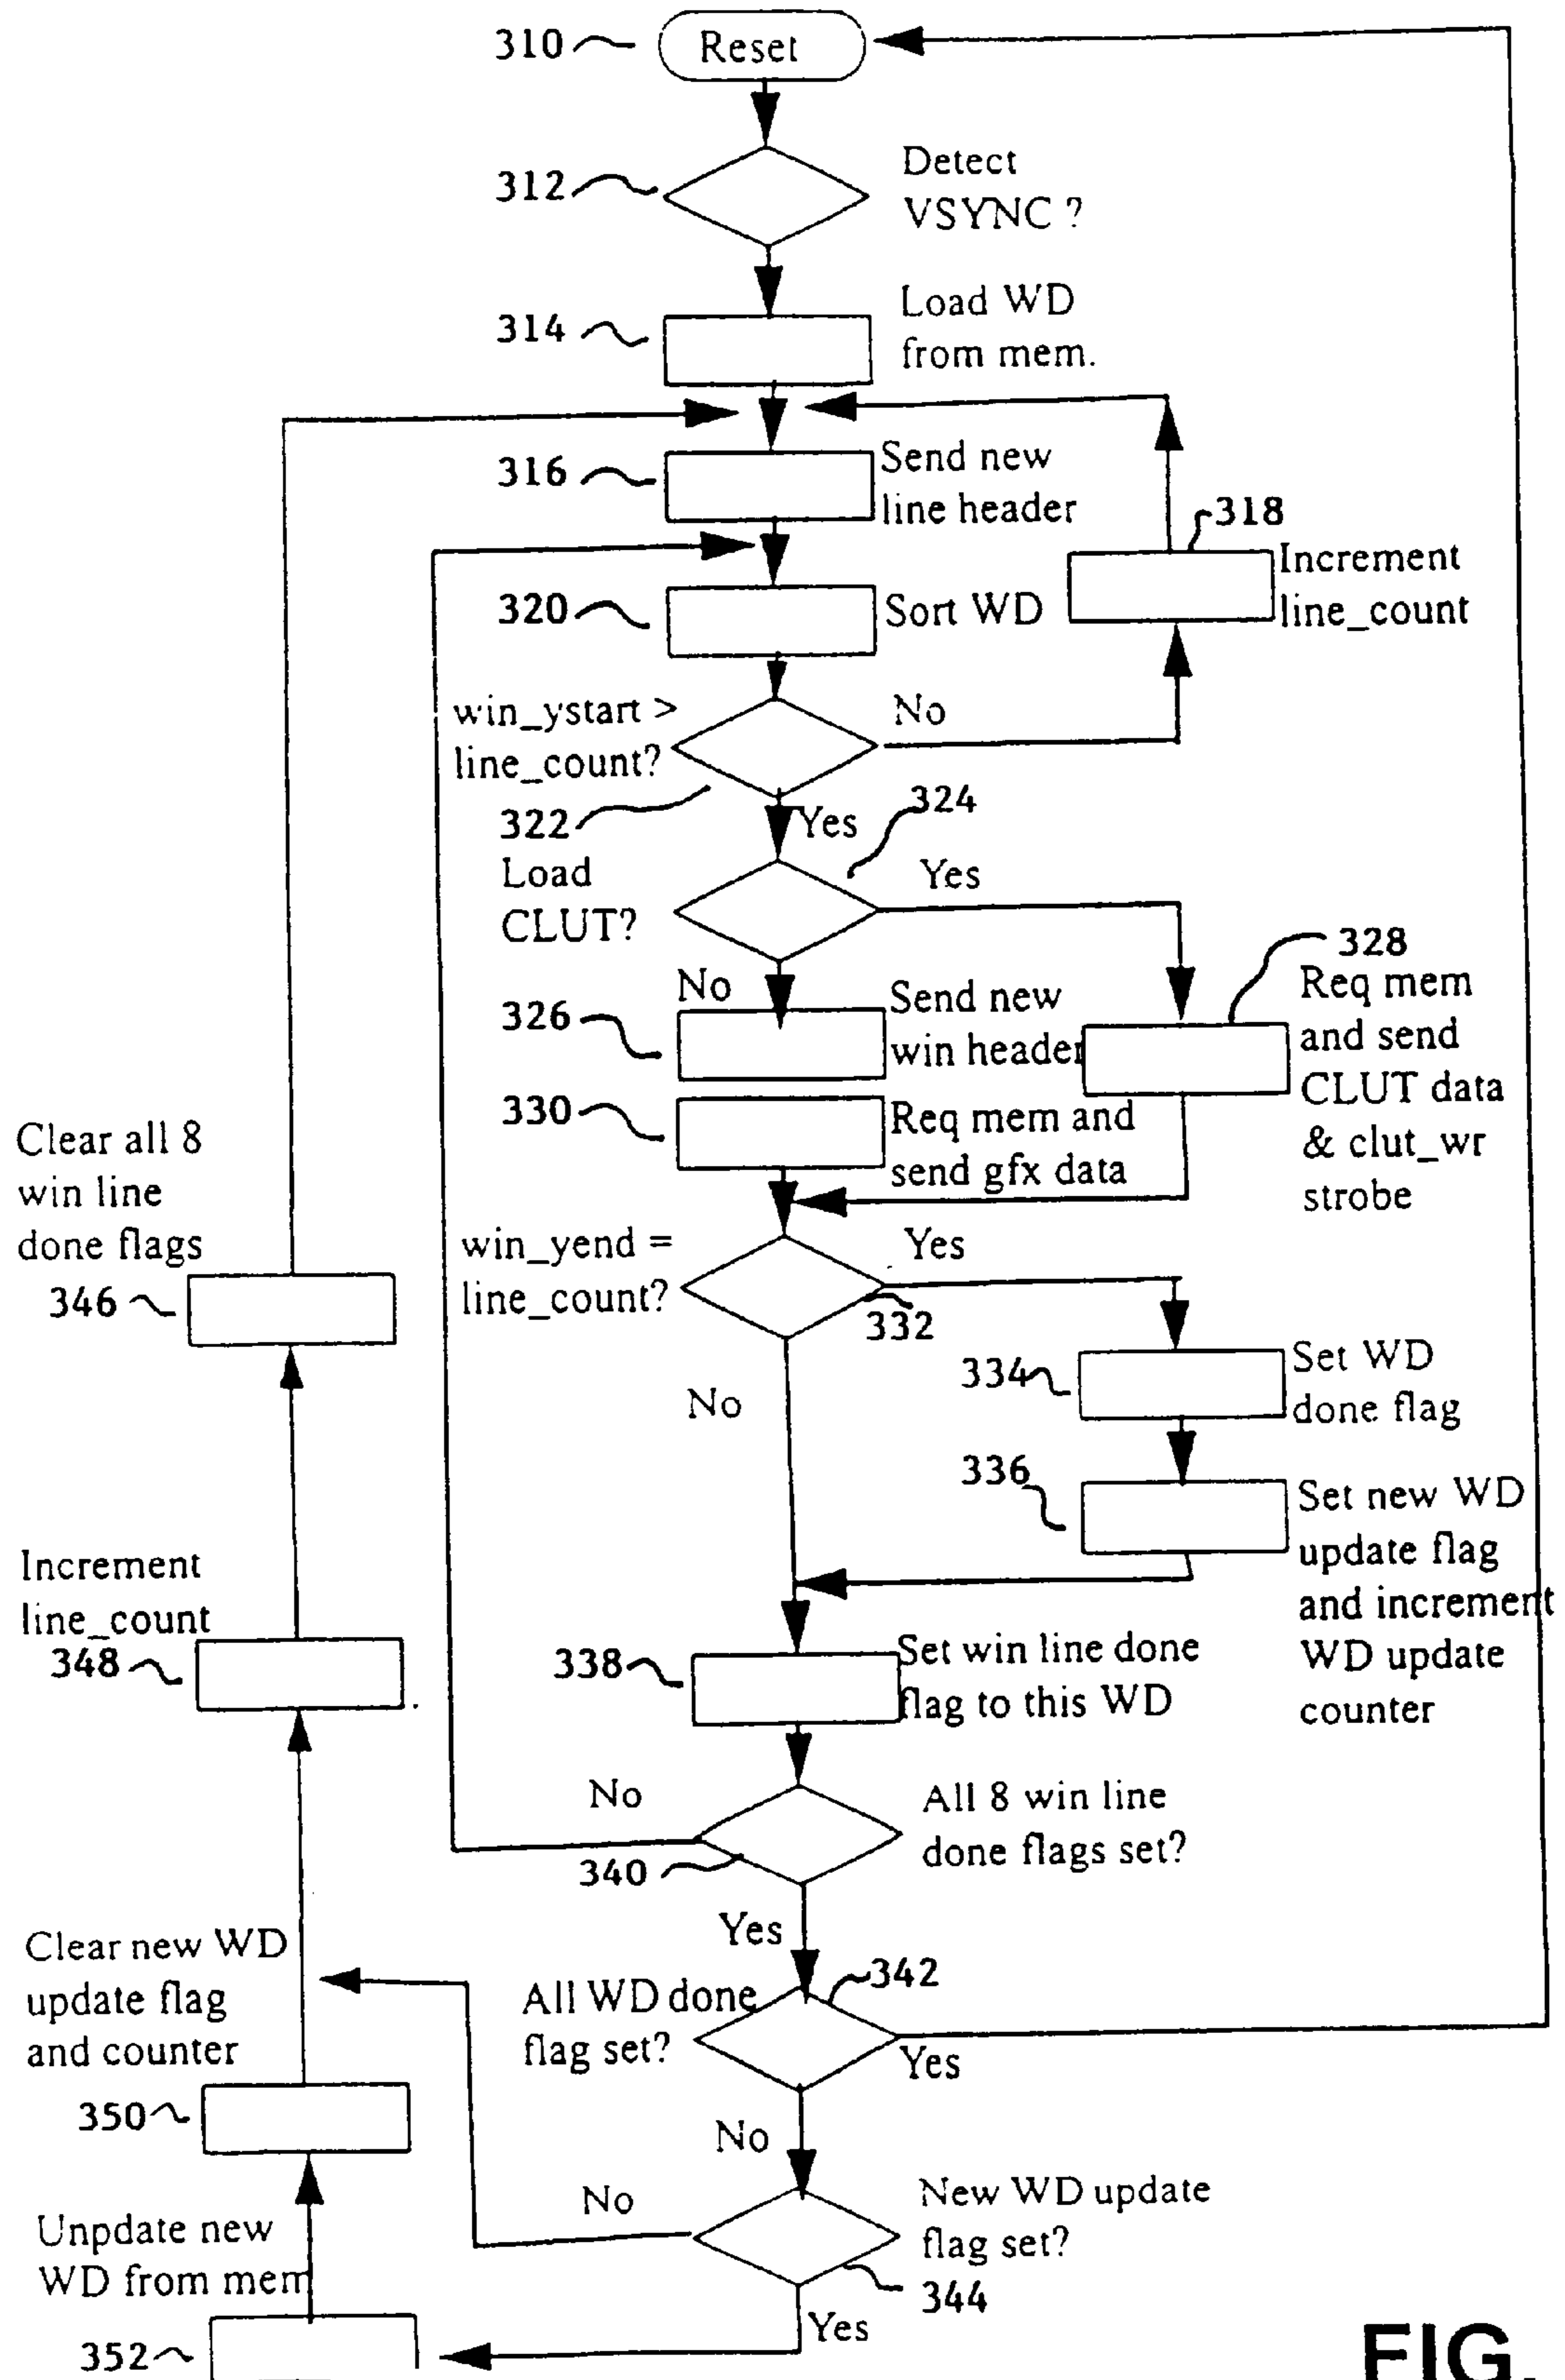 310
Reset
312
Detect
VSYNC ?
314
Load WD
from mem.
316
Send new
line header
318
Increment
line_count
320
Sort WD
win_ystart >
line_count?
No
322
Yes
324
Load
CLUT?
Yes
No
326
Send new
win header
328
Req mem
and send
CLUT data
& clut_wr
strobe
330
Req mem and
send gfx data
Clear all 8
win line
done flags
346
win_yend =
line_count?
Yes
332
No
334
Set WD
done flag
336
Set new WD
update flag
and increment
WD update
counter
Increment
line_count
348
338
Set win line done
flag to this WD
No
340
All 8 win line
done flags set?
Yes
Clear new WD
update flag
and counter
350
All WD done
flag set?
342
Yes
No
No
New WD update
flag set?
344
Yes
Unpdate new
WD from mem
352
FIG.